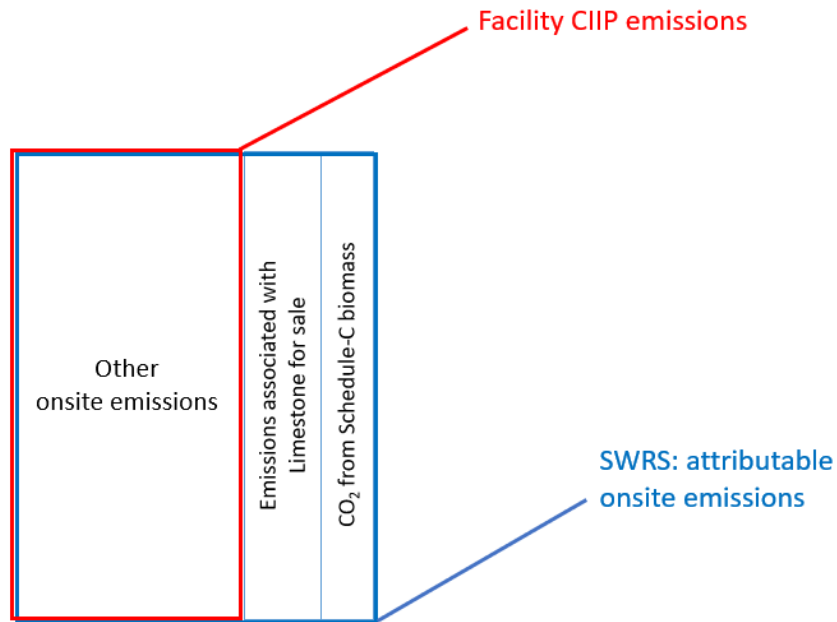 Facility CIIP emissions
Other
onsite emissions
Emissions associated with
Limestone for sale
CO₂ from Schedule-C biomass
SWRS: attributable
onsite emissions